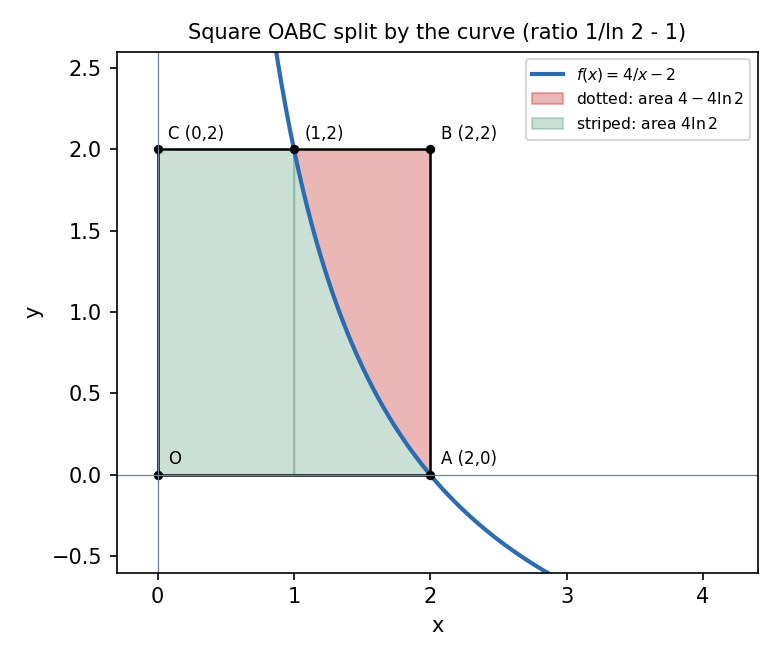 Square OABC split by the curve (ratio 1/ln 2 - 1)
f(x) = 4/x − 2
dotted: area 4 − 4ln2
striped: area 4ln2
C (0,2)
(1,2)
B (2,2)
O
A (2,0)
2.5
2.0
1.5
1.0
0.5
0.0
−0.5
y
0 1 2 3 4
x